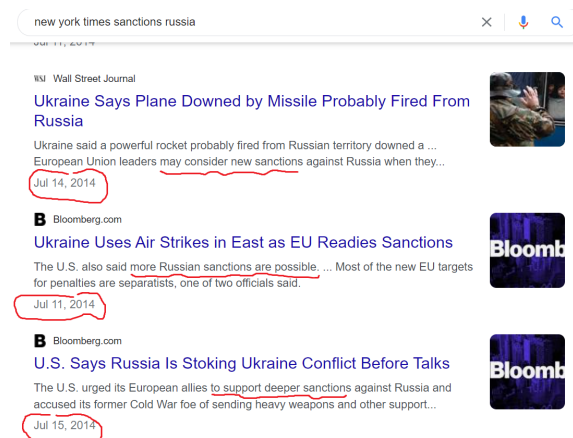 new york times sanctions russia
Jul 11, 2014
WSJ Wall Street Journal
Ukraine Says Plane Downed by Missile Probably Fired From
Russia
Ukraine said a powerful rocket probably fired from Russian territory downed a ...
European Union leaders may consider new sanctions against Russia when they...
Jul 14, 2014
B Bloomberg.com
Ukraine Uses Air Strikes in East as EU Readies Sanctions
The U.S. also said more Russian sanctions are possible. ... Most of the new EU targets
for penalties are separatists, one of two officials said.
Jul 11, 2014
Bloomb
B Bloomberg.com
U.S. Says Russia Is Stoking Ukraine Conflict Before Talks
The U.S. urged its European allies to support deeper sanctions against Russia and
accused its former Cold War foe of sending heavy weapons and other support...
Jul 15, 2014
Bloomb